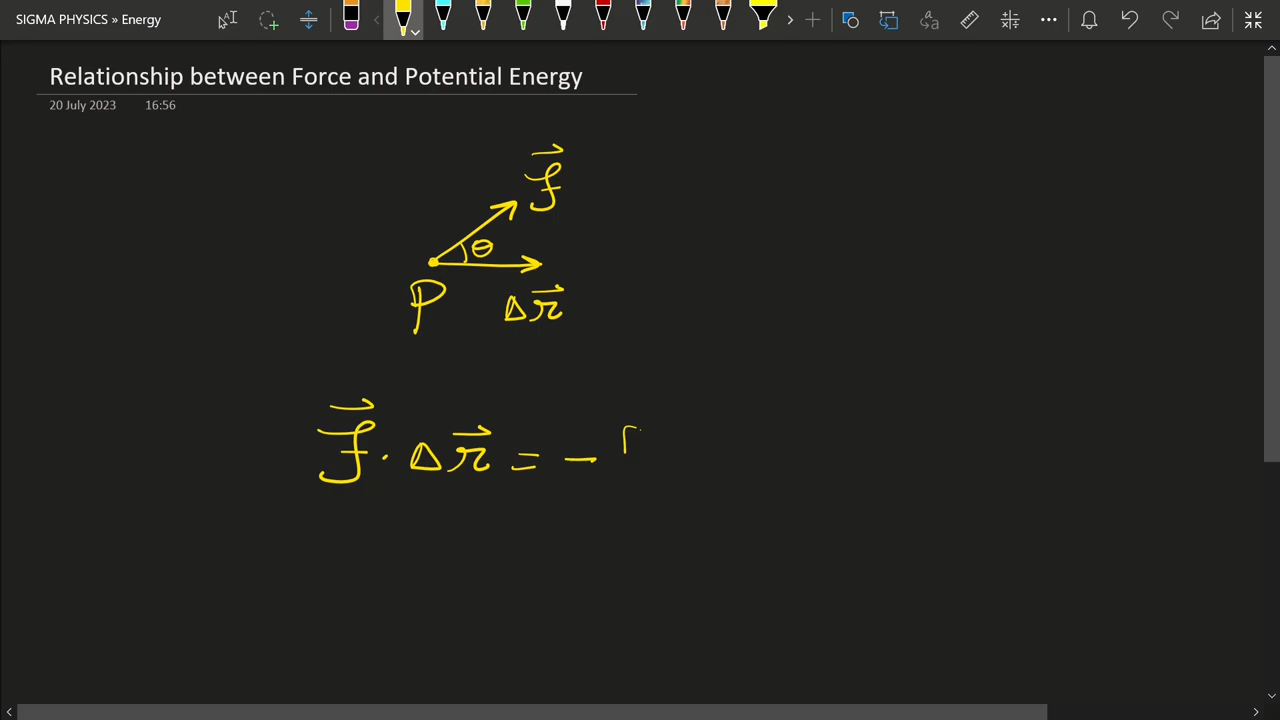 SIGMA PHYSICS » Energy
Relationship between Force and Potential Energy
20 July 2023 16:56
f⃗
θ
P Δr⃗
f⃗ · Δr⃗ = -